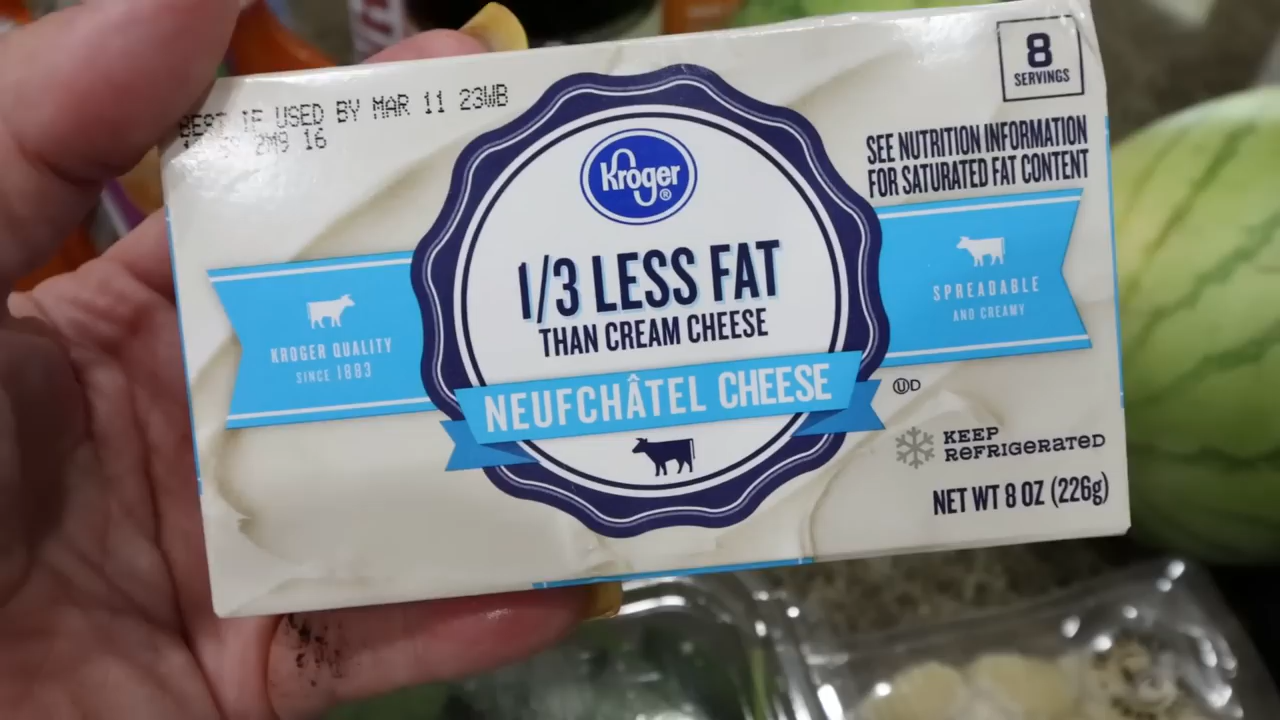 BEST IF USED BY MAR 11 23WB
2M9 16
8
SERVINGS
SEE NUTRITION INFORMATION
FOR SATURATED FAT CONTENT
Kroger®
1/3 LESS FAT
THAN CREAM CHEESE
NEUFCHÂTEL CHEESE
KROGER QUALITY
SINCE 1883
SPREADABLE
AND CREAMY
ⓊD
KEEP
REFRIGERATED
NET WT 8 OZ (226g)